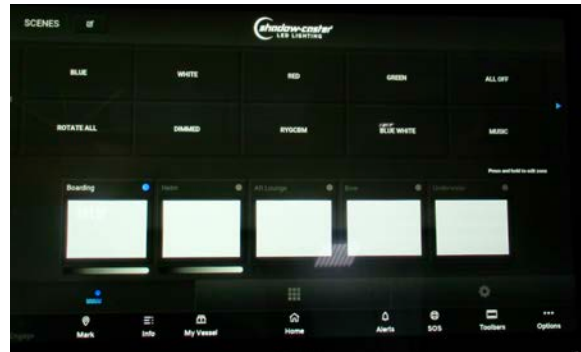 SCENES
shadow-caster
LED LIGHTING
BLUE
WHITE
RED
GREEN
ALL OFF
ROTATE ALL
DIMMED
RYGCBM
BLUE WHITE
MUSIC
Press and hold to edit zone
Boarding
Helm
Aft Lounge
Bow
Underwater
Mark
Info
My Vessel
Home
Alerts
SOS
Toolbars
Options